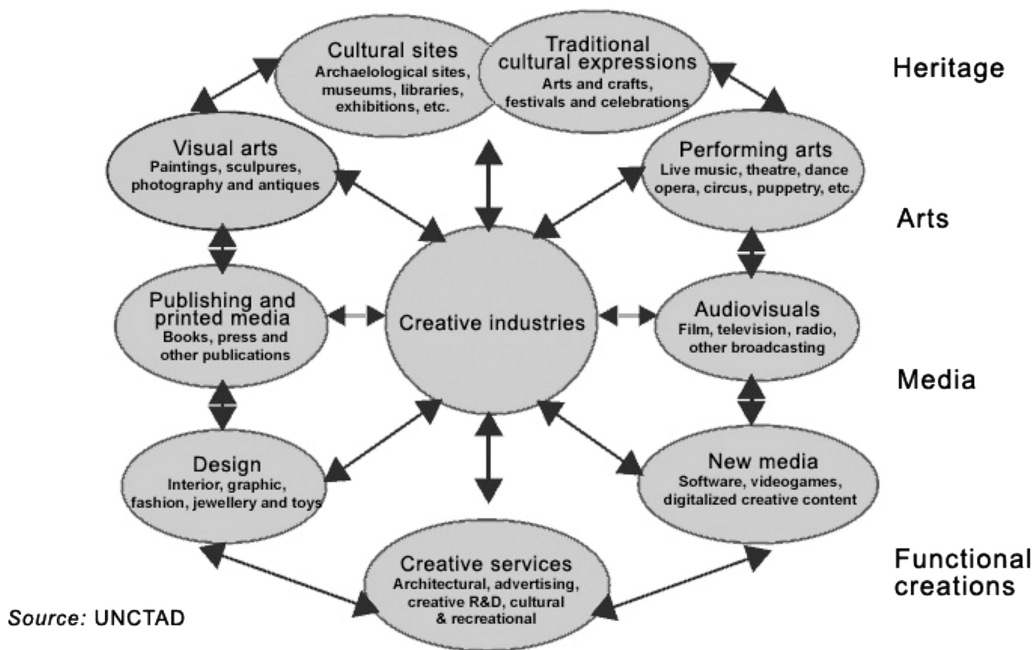 Cultural sites
Archaelological sites,
museums, libraries,
exhibitions, etc.
Traditional
cultural expressions
Arts and crafts,
festivals and celebrations
Heritage
Visual arts
Paintings, sculpures,
photography and antiques
Performing arts
Live music, theatre, dance
opera, circus, puppetry, etc.
Arts
Publishing and
printed media
Books, press and
other publications
Creative industries
Audiovisuals
Film, television, radio,
other broadcasting
Media
Design
Interior, graphic,
fashion, jewellery and toys
New media
Software, videogames,
digitalized creative content
Creative services
Architectural, advertising,
creative R&D, cultural
& recreational
Functional
creations
Source: UNCTAD